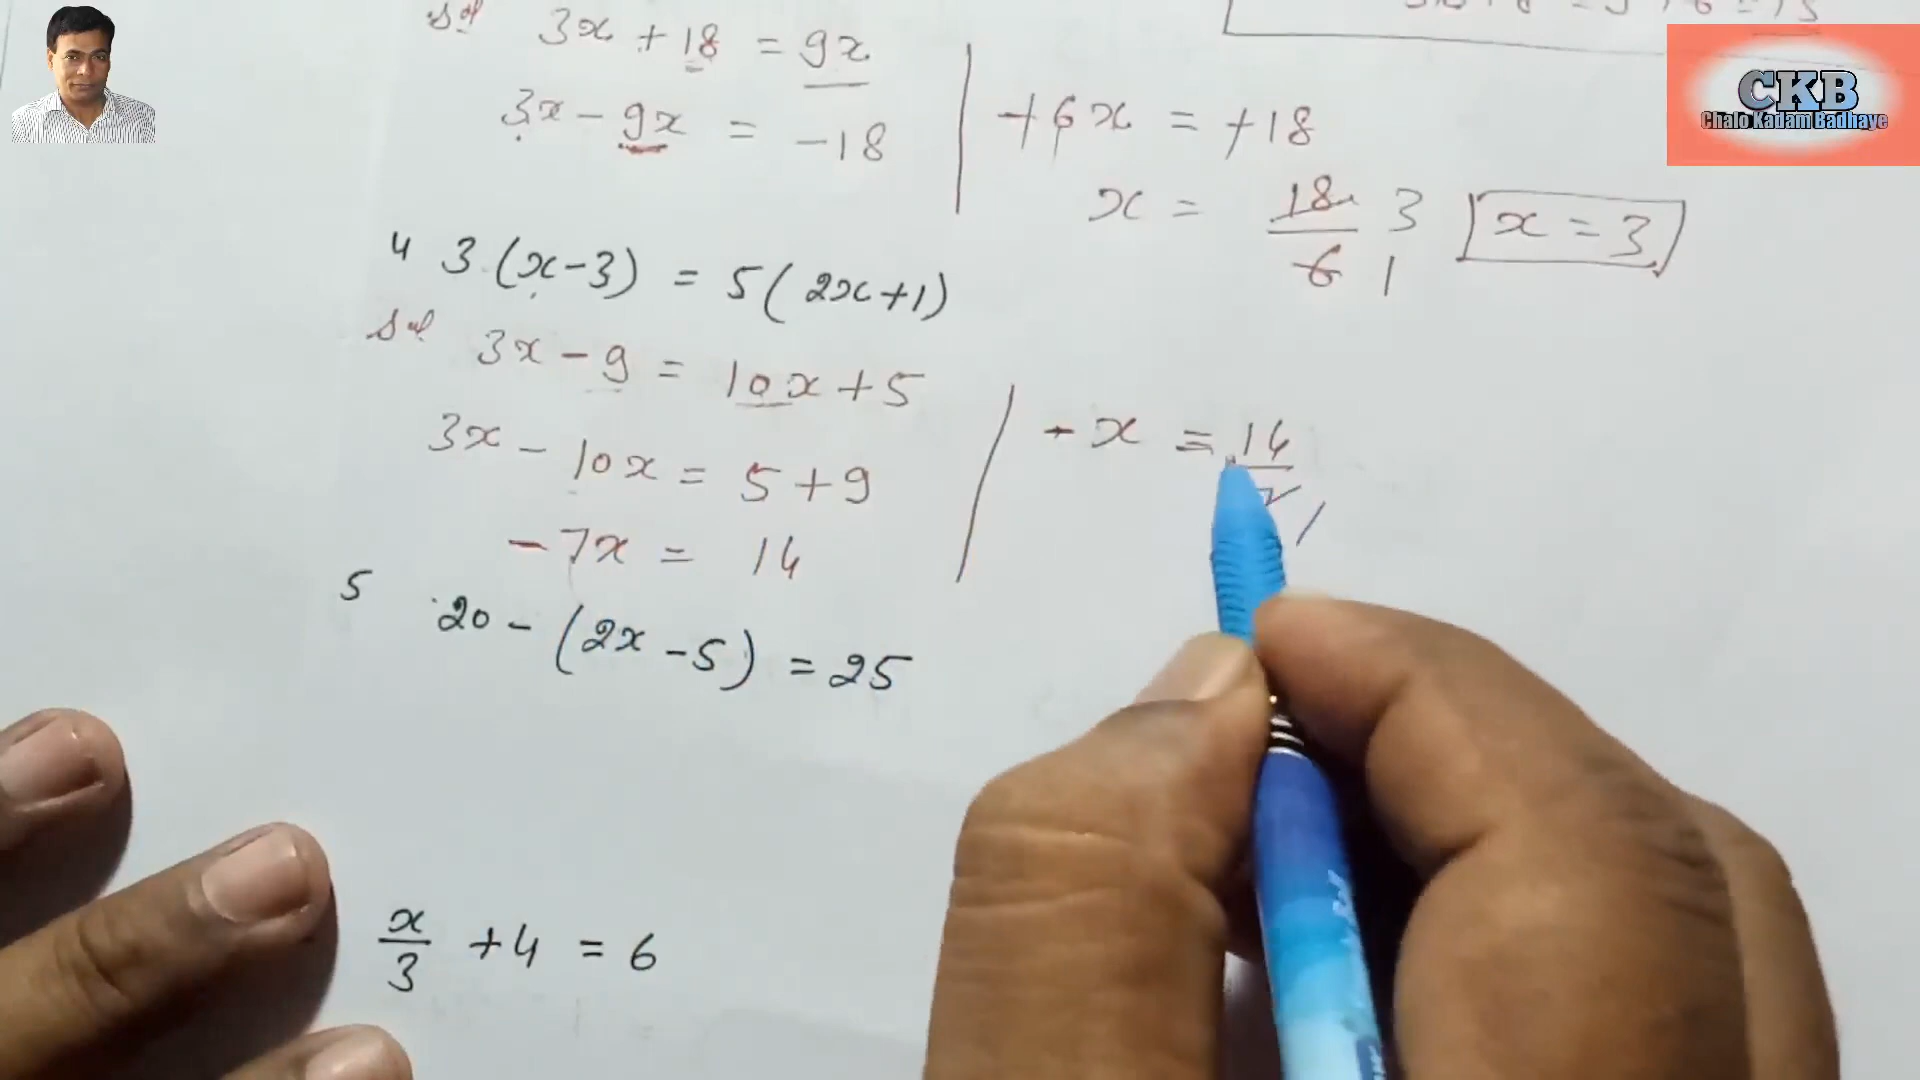 Sol 3x + 18 = 9x
3x - 9x = -18
+6x = +18
x = 18/6 3 1
x = 3
4 3(x-3) = 5(2x+1)
Sol 3x - 9 = 10x + 5
3x - 10x = 5 + 9
-7x = 14
- x = 14
5 20 - (2x - 5) = 25
x/3 + 4 = 6
CKB
Chalo Kadam Badhaye